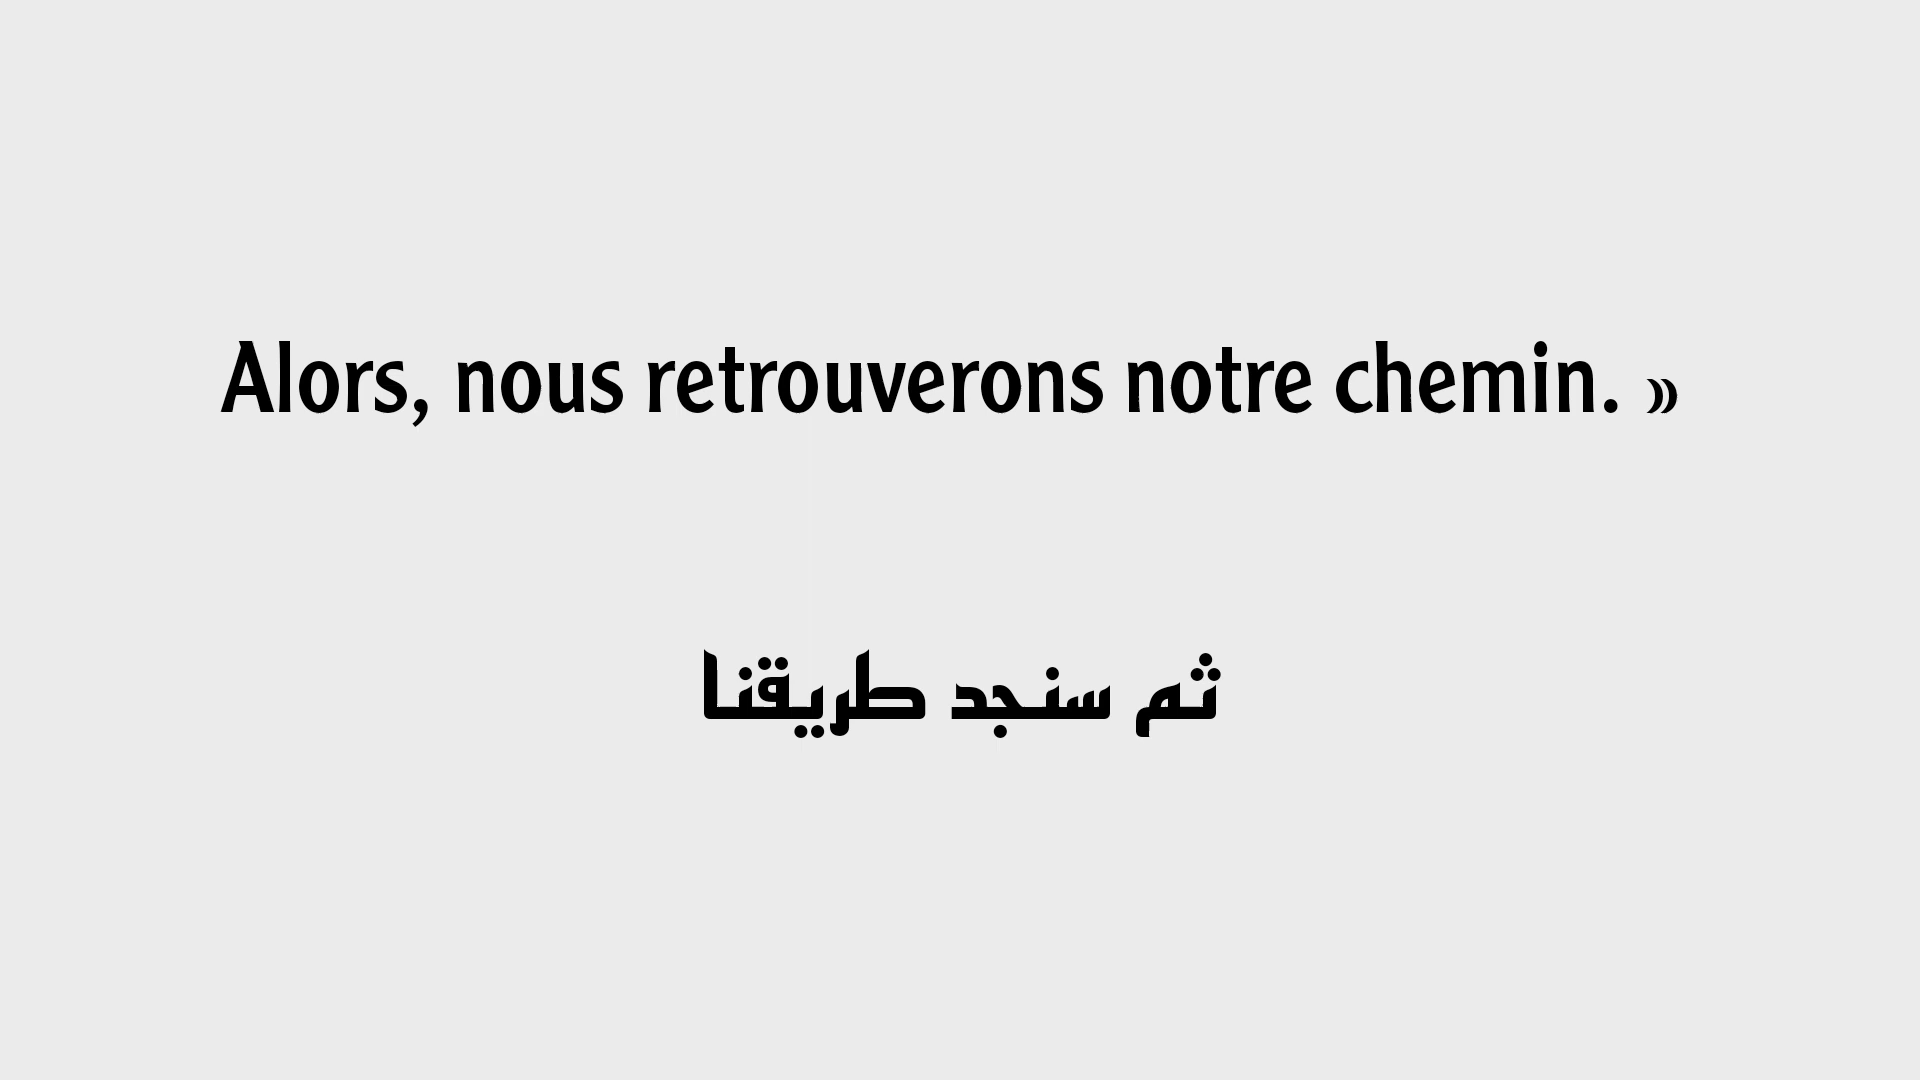 Alors, nous retrouverons notre chemin. »
ثم سنجد طريقنا